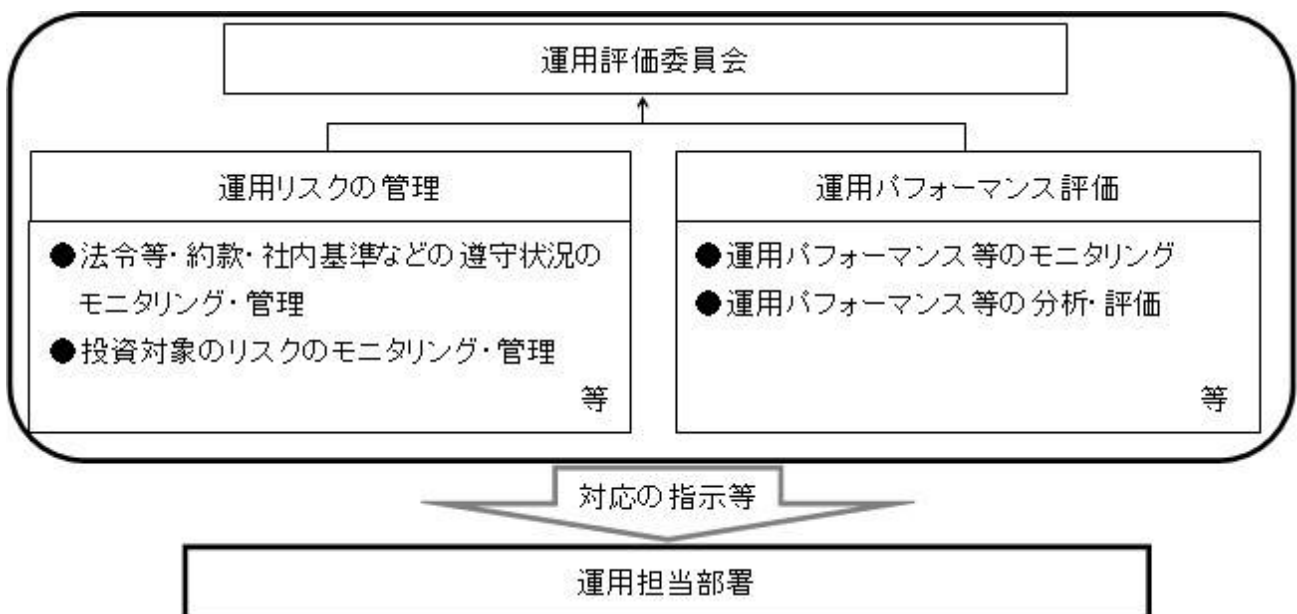 運用評価委員会
運用リスクの管理
●法令等・約款・社内基準などの遵守状況の
モニタリング・管理
●投資対象のリスクのモニタリング・管理
等
運用パフォーマンス評価
●運用パフォーマンス等のモニタリング
●運用パフォーマンス等の分析・評価
等
対応の指示等
運用担当部署